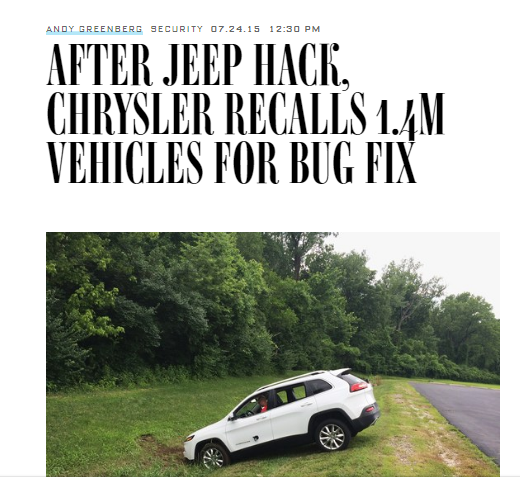 ANDY GREENBERG SECURITY 07.24.15 12:30 PM
AFTER JEEP HACK,
CHRYSLER RECALLS 1.4M
VEHICLES FOR BUG FIX